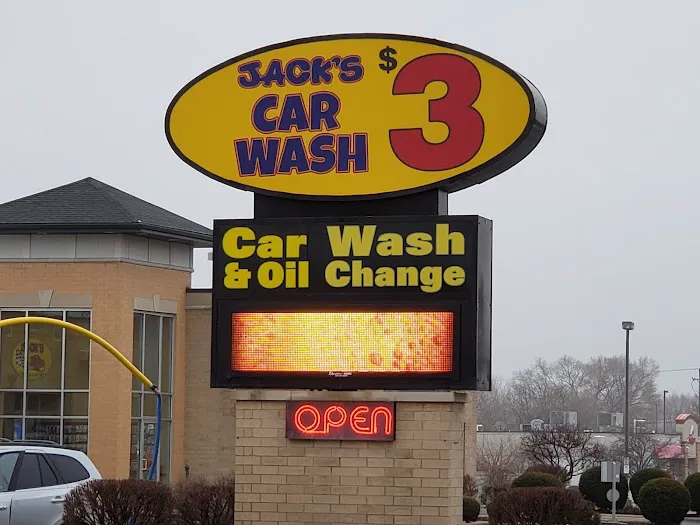 JACK'S
CAR
WASH
$3
Car Wash
& Oil Change
OPEN